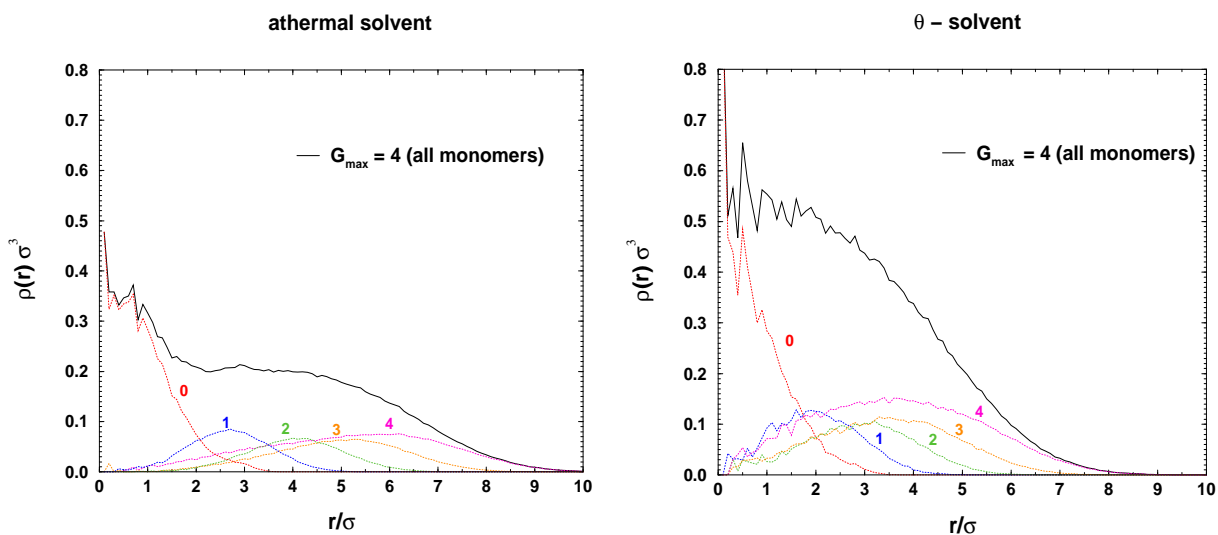 athermal solvent
0.8
0.7
0.6
0.5
0.4
0.3
0.2
0.1
0.0
ρ(r) σ³
G_max = 4 (all monomers)
0
1
2
3
4
0 1 2 3 4 5 6 7 8 9 10
r/σ
θ – solvent
0.8
0.7
0.6
0.5
0.4
0.3
0.2
0.1
0.0
ρ(r) σ³
G_max = 4 (all monomers)
0
4
1
2
3
0 1 2 3 4 5 6 7 8 9 10
r/σ